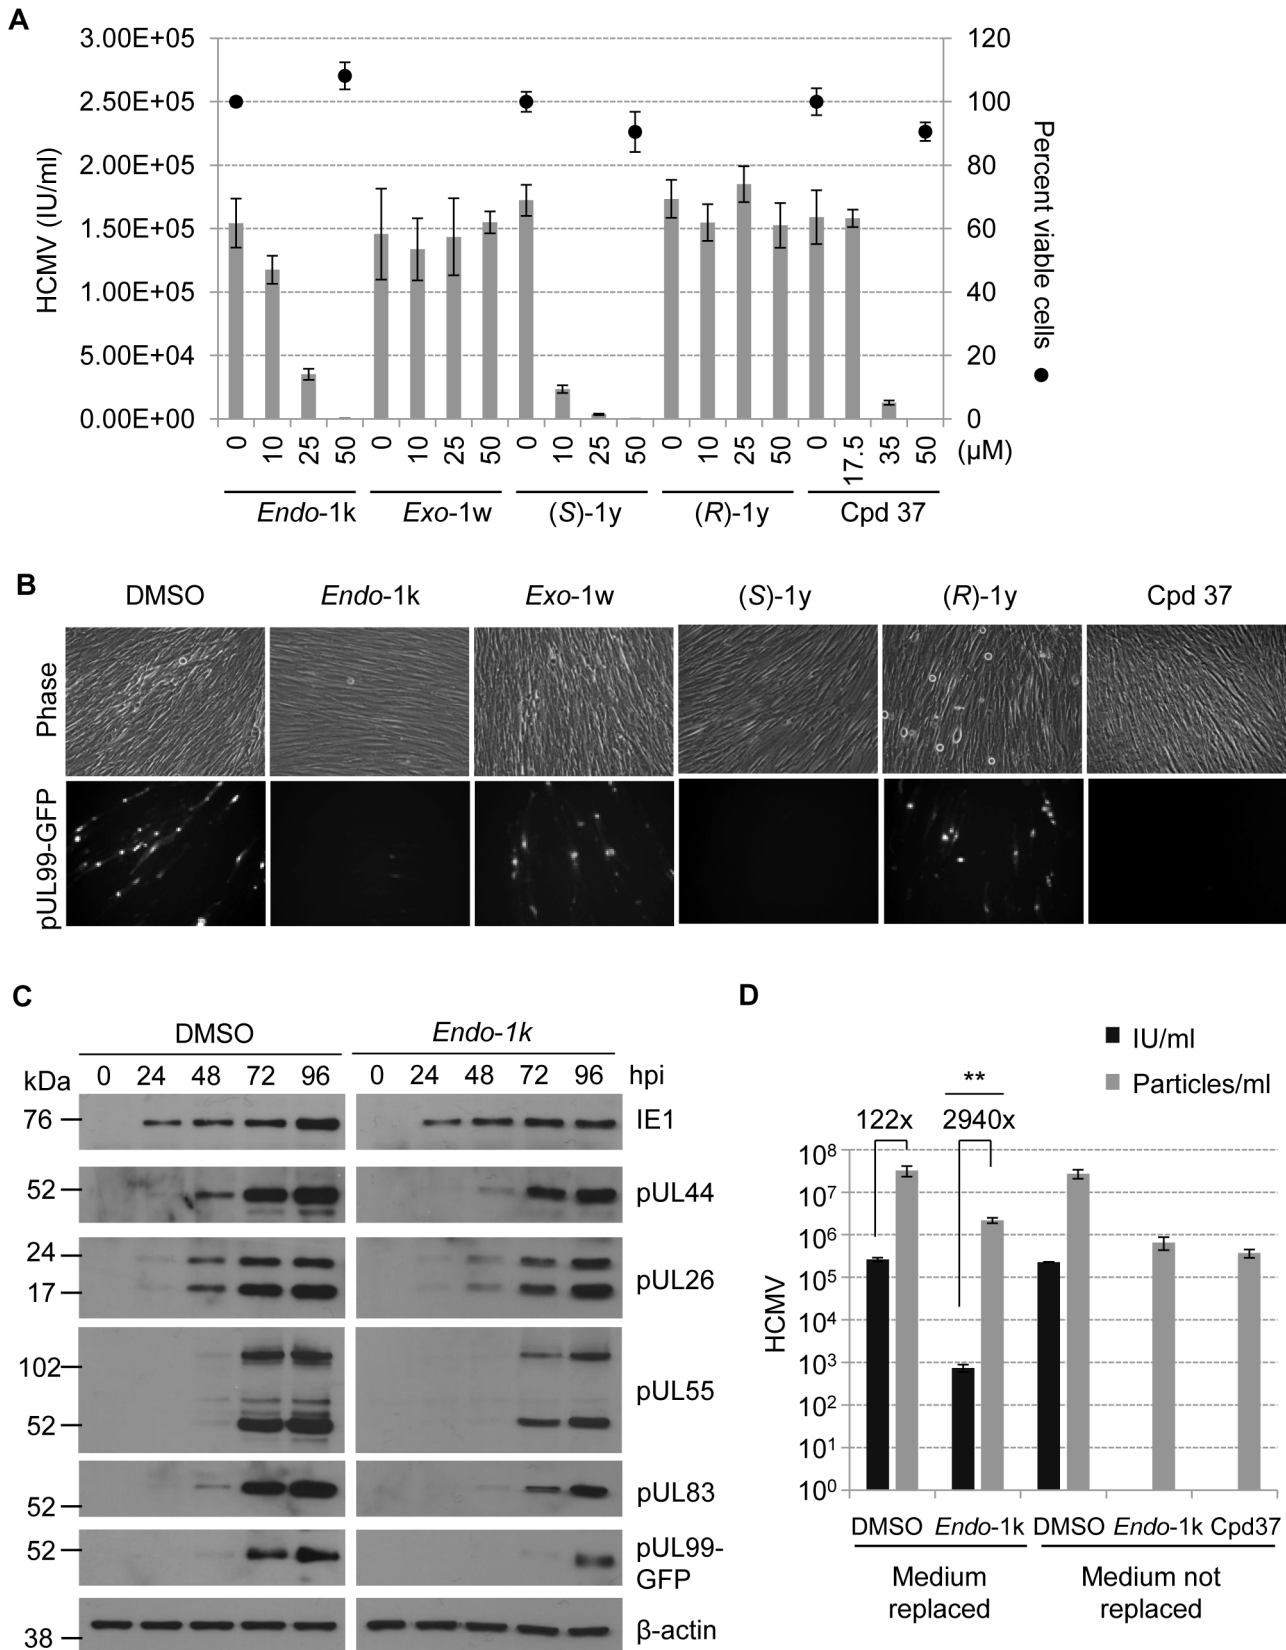 A
3.00E+05
2.50E+05
2.00E+05
1.50E+05
1.00E+05
5.00E+04
0.00E+00
HCMV (IU/ml)
120
100
80
60
40
20
0
Percent viable cells
0 10 25 50 0 10 25 50 0 10 25 50 0 10 25 50 0 17.5 35 50 (µM)
Endo-1k Exo-1w (S)-1y (R)-1y Cpd 37
B
DMSO Endo-1k Exo-1w (S)-1y (R)-1y Cpd 37
Phase
pUL99-GFP
C
DMSO Endo-1k
kDa 0 24 48 72 96 0 24 48 72 96 hpi
76 IE1
52 pUL44
24
17
pUL26
102
52
pUL55
52
pUL83
52
pUL99-
GFP
38
β-actin
D
IU/ml
Particles/ml
**
122x 2940x
10⁸
10⁷
10⁶
10⁵
10⁴
10³
10²
10¹
10⁰
HCMV
DMSO Endo-1k DMSO Endo-1k Cpd37
Medium
replaced
Medium not
replaced